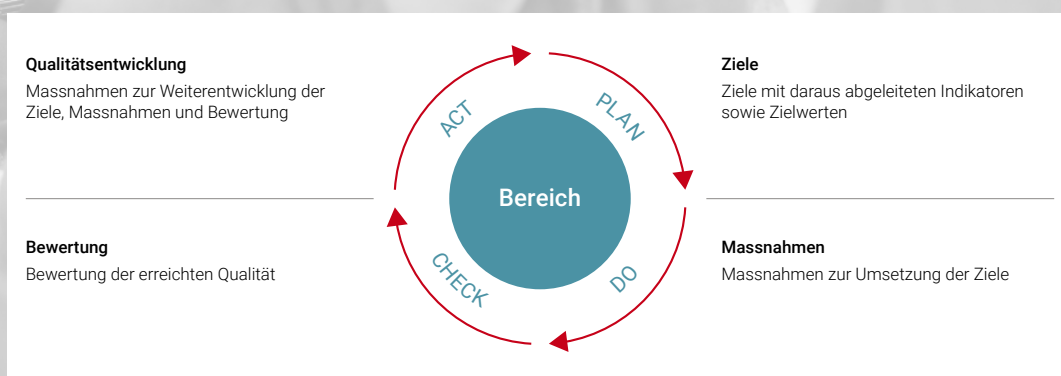 Qualitätsentwicklung
Massnahmen zur Weiterentwicklung der
Ziele, Massnahmen und Bewertung
Bewertung
Bewertung der erreichten Qualität
ACT
PLAN
Bereich
CHECK
DO
Ziele
Ziele mit daraus abgeleiteten Indikatoren
sowie Zielwerten
Massnahmen
Massnahmen zur Umsetzung der Ziele